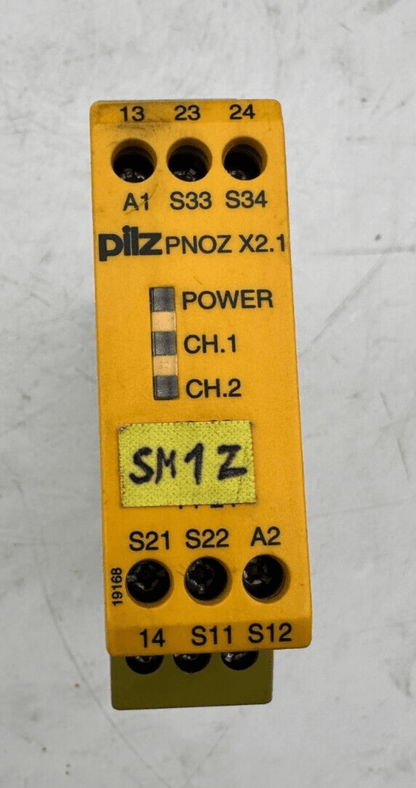 13 23 24
A1 S33 S34
pilz PNOZ X2.1
POWER
CH.1
CH.2
SM1Z
S21 S22 A2
19168
14 S11 S12